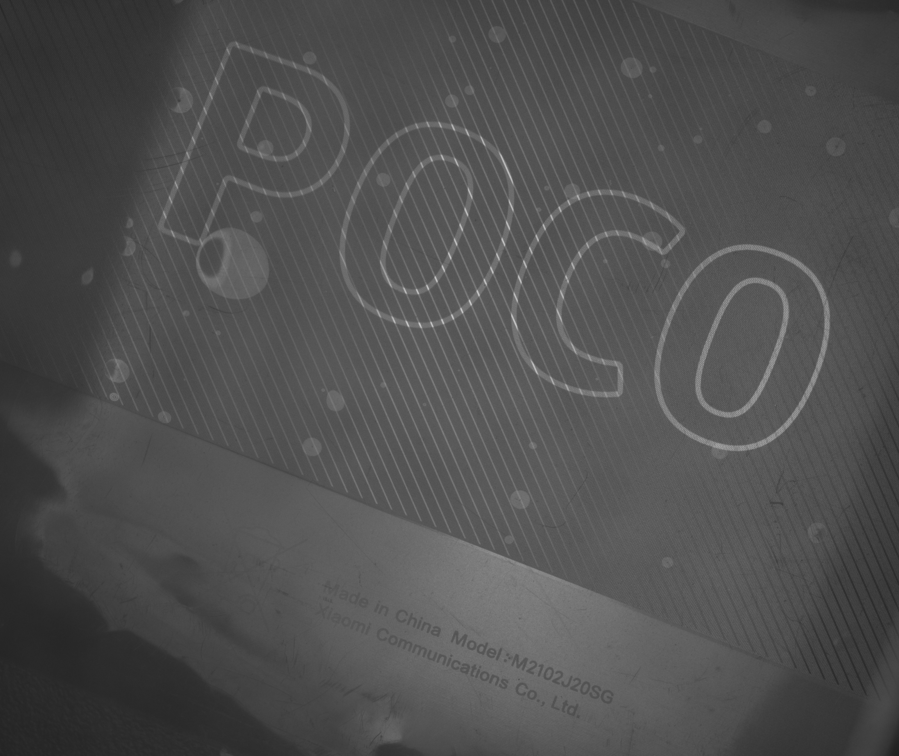 POCO
Made in China Model:M2102J20SG
Xiaomi Communications Co., Ltd.